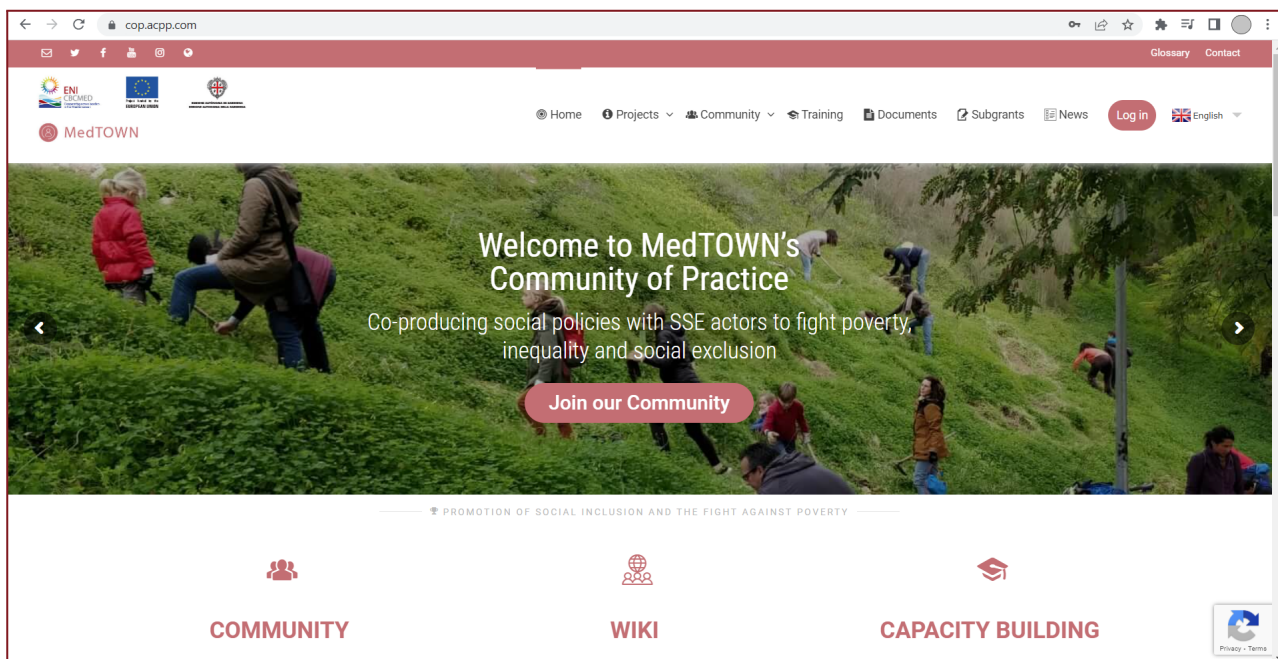 cop.acpp.com
Glossary Contact
ENI
CBCMED
EUROPEAN UNION
MedTOWN
Home Projects Community Training Documents Subgrants News Log in English
Welcome to MedTOWN's
Community of Practice
Co-producing social policies with SSE actors to fight poverty,
inequality and social exclusion
Join our Community
PROMOTION OF SOCIAL INCLUSION AND THE FIGHT AGAINST POVERTY
COMMUNITY WIKI CAPACITY BUILDING
Privacy - Terms